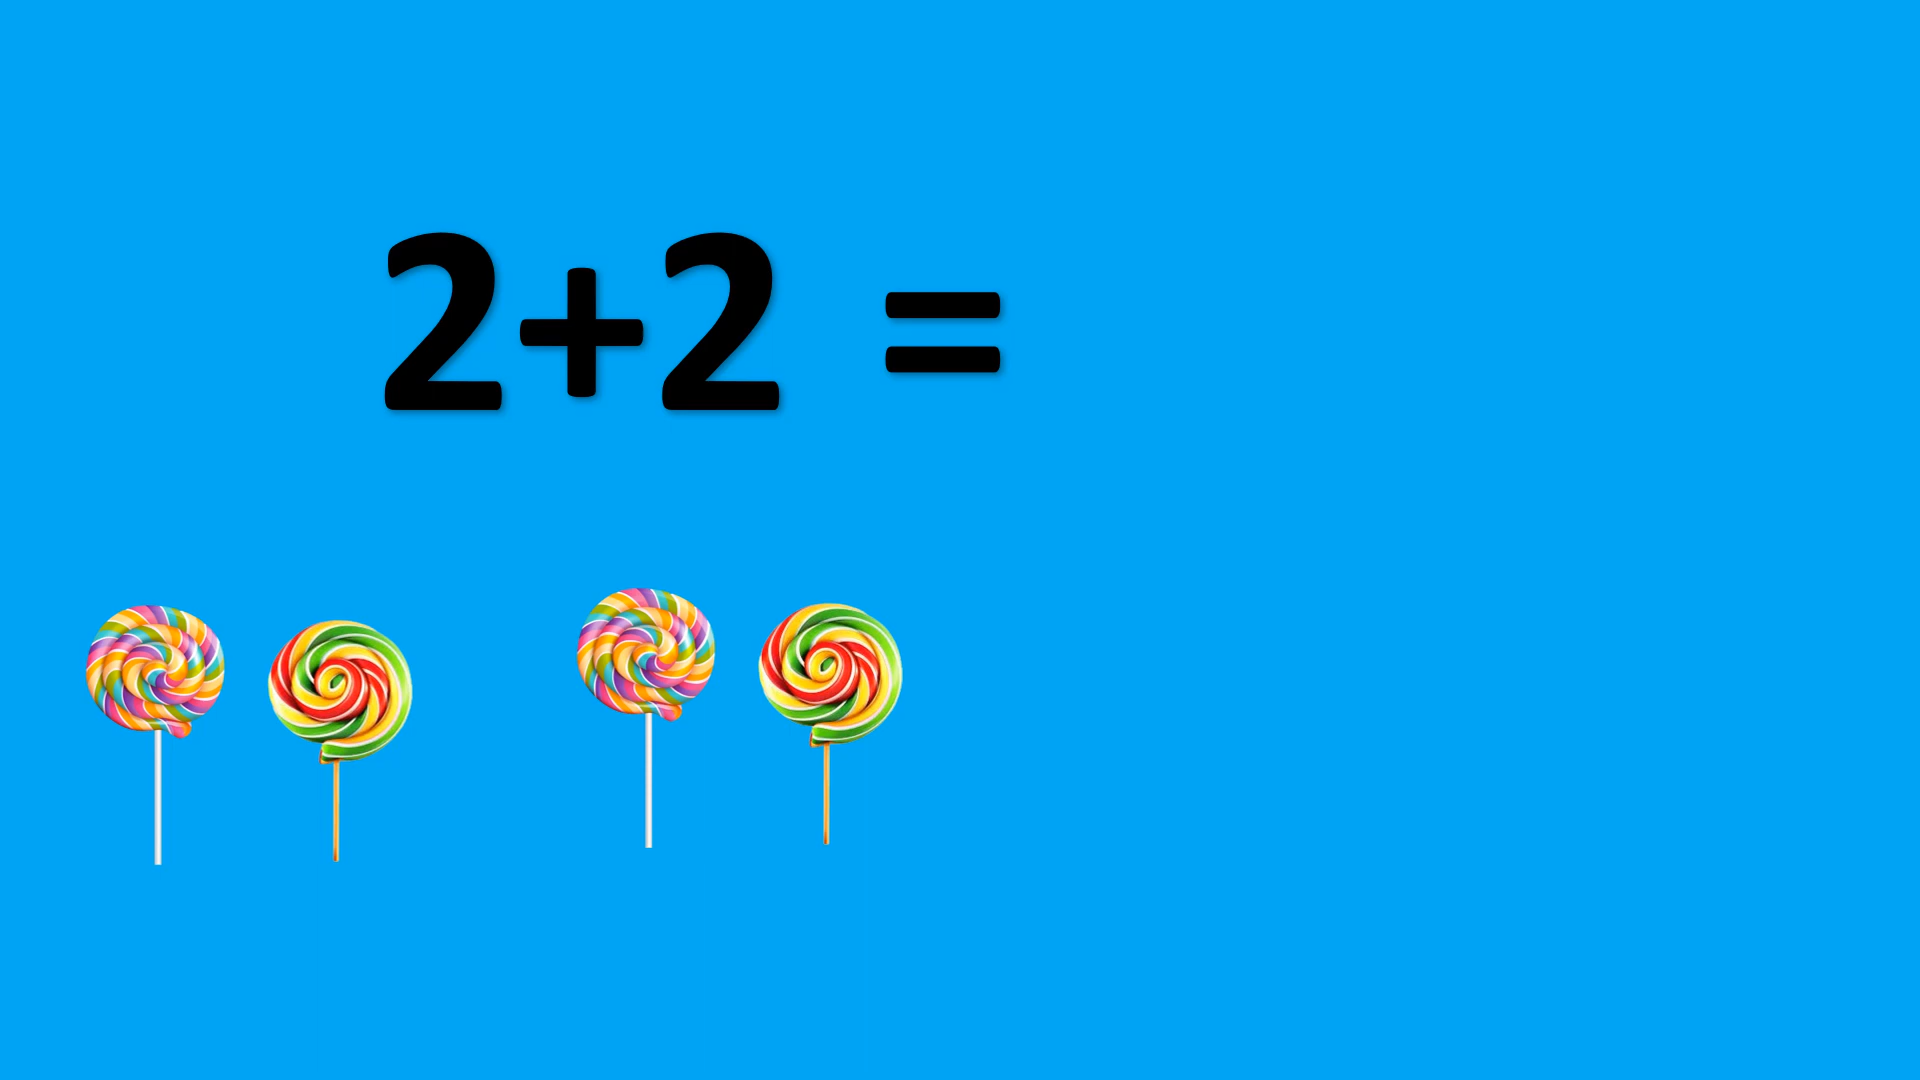 2+2 =